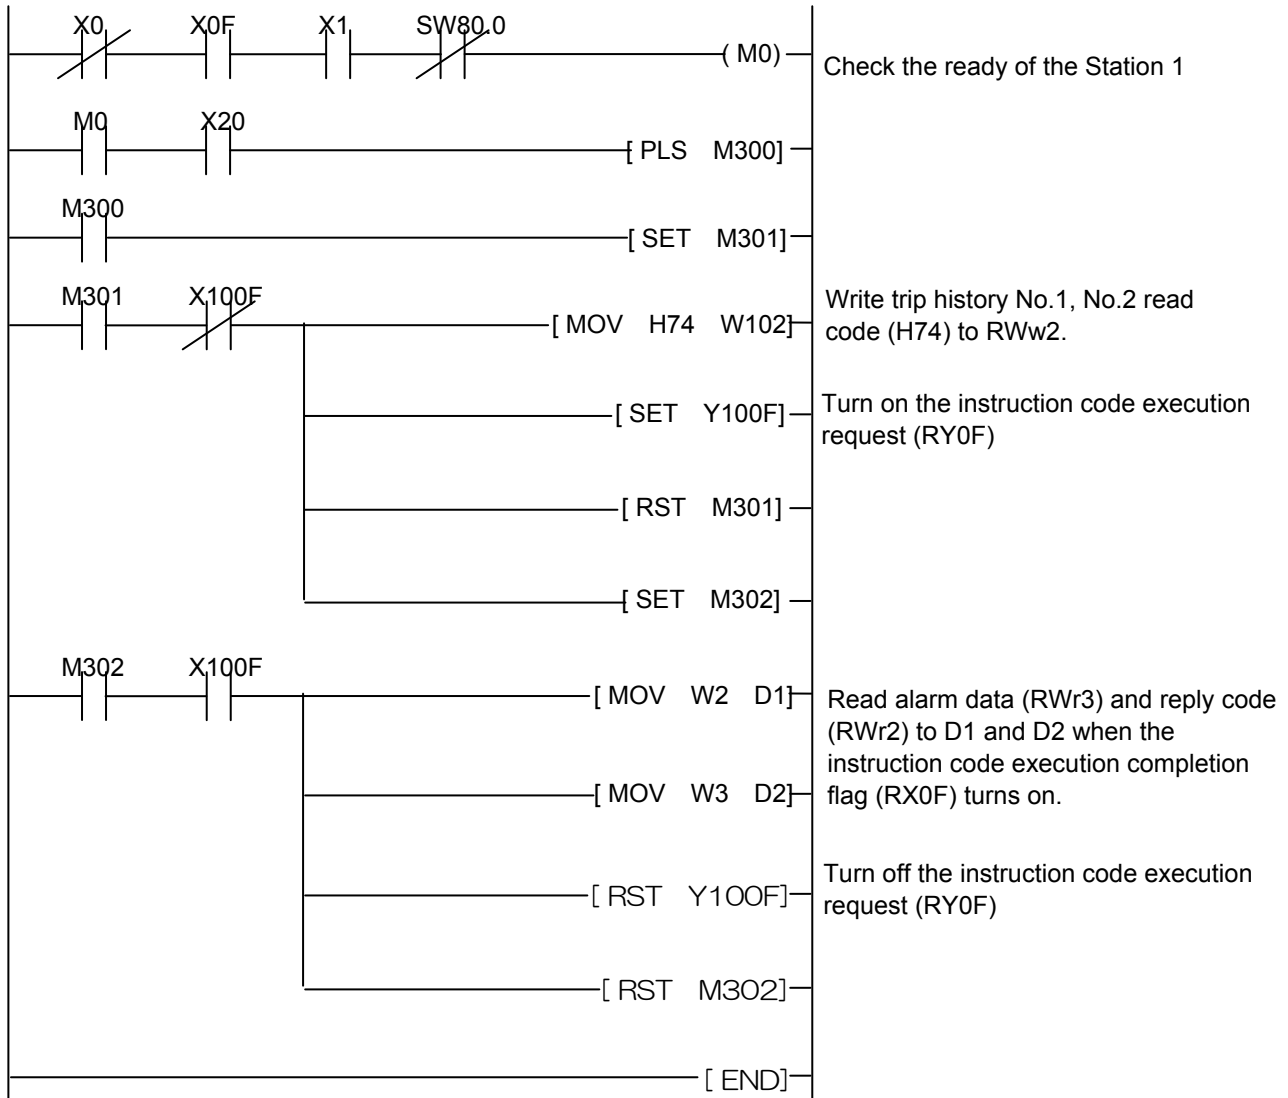 X0 X0F X1 SW80.0
( M0)
Check the ready of the Station 1
M0 X20
[ PLS M300]
M300
[ SET M301]
M301 X100F
[ MOV H74 W102]
Write trip history No.1, No.2 read
code (H74) to RWw2.
[ SET Y100F]
Turn on the instruction code execution
request (RY0F)
[ RST M301]
[ SET M302]
M302 X100F
[ MOV W2 D1]
Read alarm data (RWr3) and reply code
(RWr2) to D1 and D2 when the
instruction code execution completion
flag (RX0F) turns on.
[ MOV W3 D2]
[ RST Y100F]
Turn off the instruction code execution
request (RY0F)
[ RST M302]
[ END]